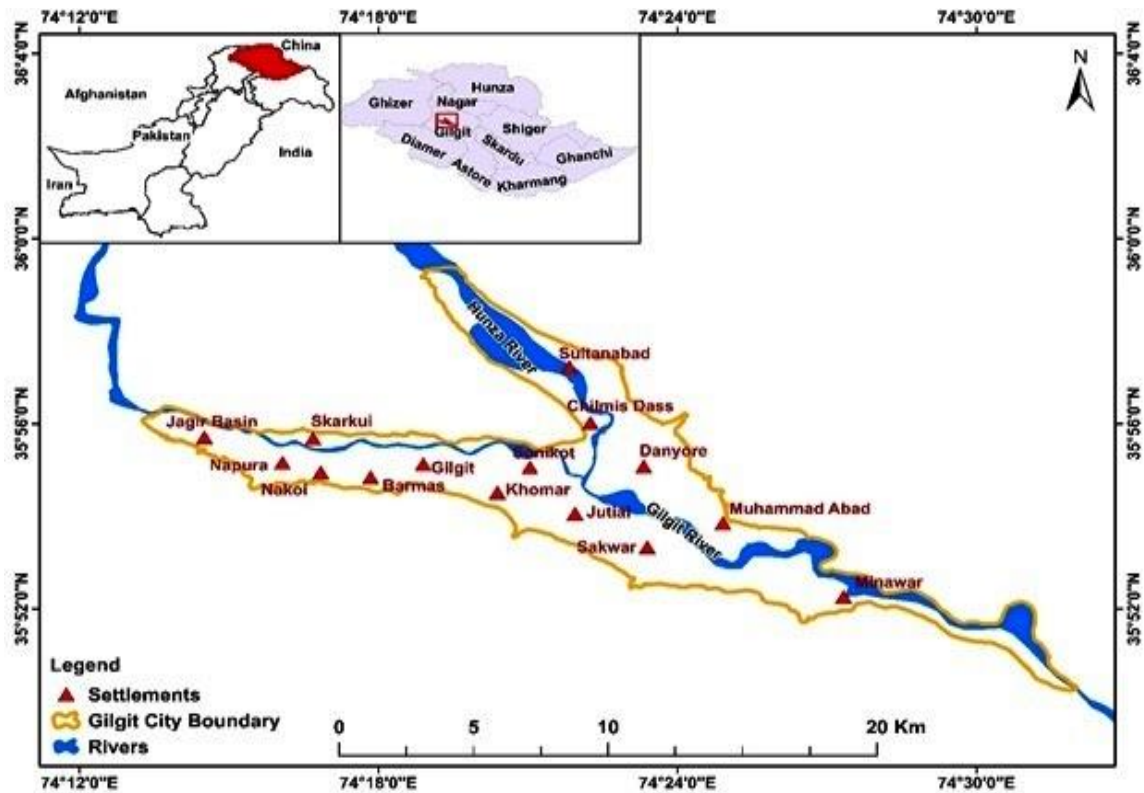 74°12'0"E 74°18'0"E 74°24'0"E 74°30'0"E
36°4'0"N 36°4'0"N
China
Afghanistan
Pakistan
India
Iran
Hunza
Ghizer Nagar
Shiger
Gilgit
Skardu
Diamer
Ghanchi
Astore
Kharmang
N
36°0'0"N 36°0'0"N
Hunza River
Sultanabad
Chilmis Dass
35°56'0"N 35°56'0"N
Jagir Basin Skarkui
Sonikot Danyore
Napura Gilgit
Nakoi Barmas Khomar
Muhammad Abad
Jutial Gilgit River
Sakwar
Minawar
35°52'0"N 35°52'0"N
Legend
Settlements
Gilgit City Boundary
Rivers
0 5 10 20 Km
74°12'0"E 74°18'0"E 74°24'0"E 74°30'0"E